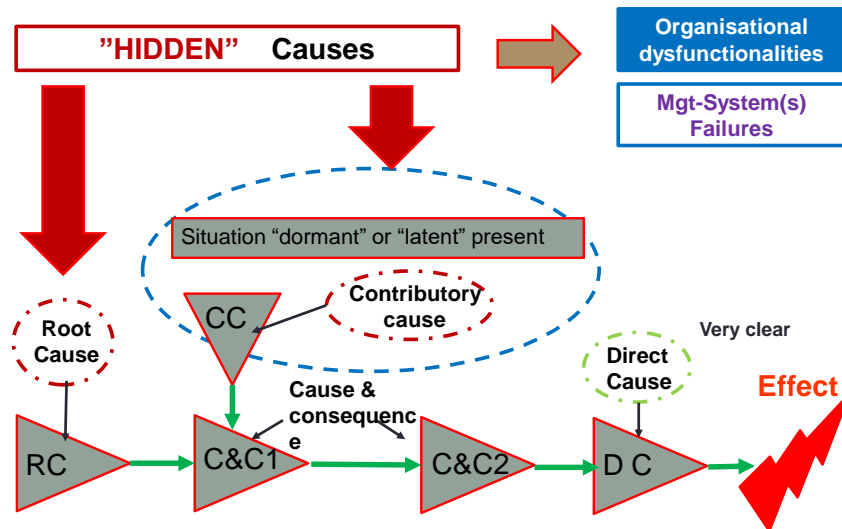 ”HIDDEN” Causes
Organisational
dysfunctionalities
Mgt-System(s)
Failures
Situation “dormant” or “latent” present
CC
Contributory
cause
Root
Cause
Very clear
Direct
Cause
Effect
Cause &
consequenc
e
RC
C&C1
C&C2
D C